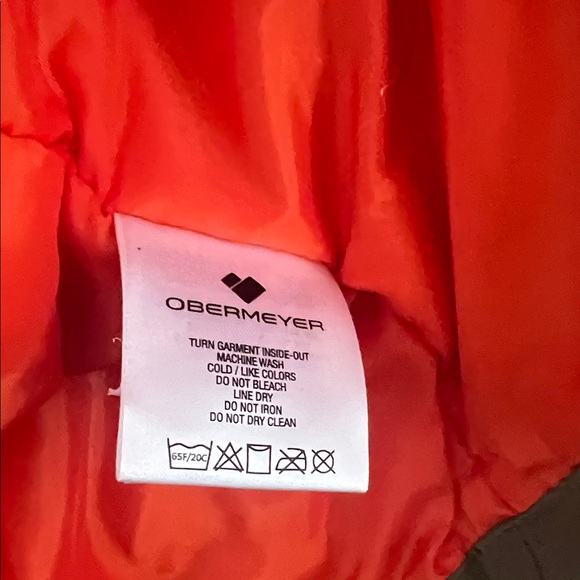 OBERMEYER
TURN GARMENT INSIDE-OUT
MACHINE WASH
COLD / LIKE COLORS
DO NOT BLEACH
LINE DRY
DO NOT IRON
DO NOT DRY CLEAN
65F/20C